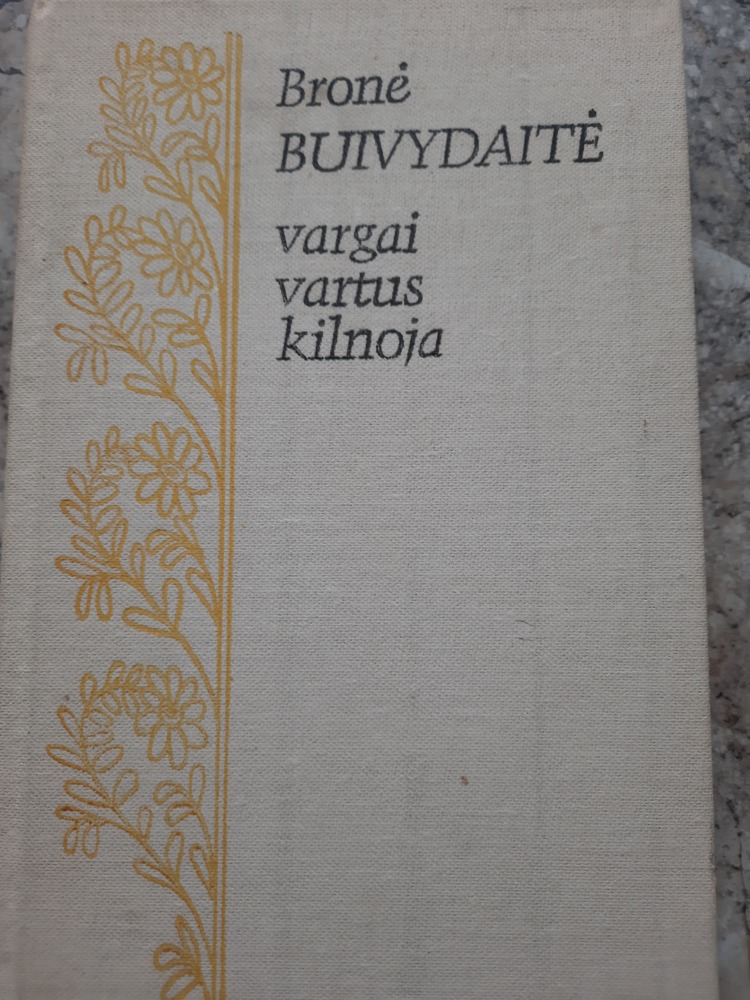 Bronė
BUIVYDAITĖ
vargai
vartus
kilnoja